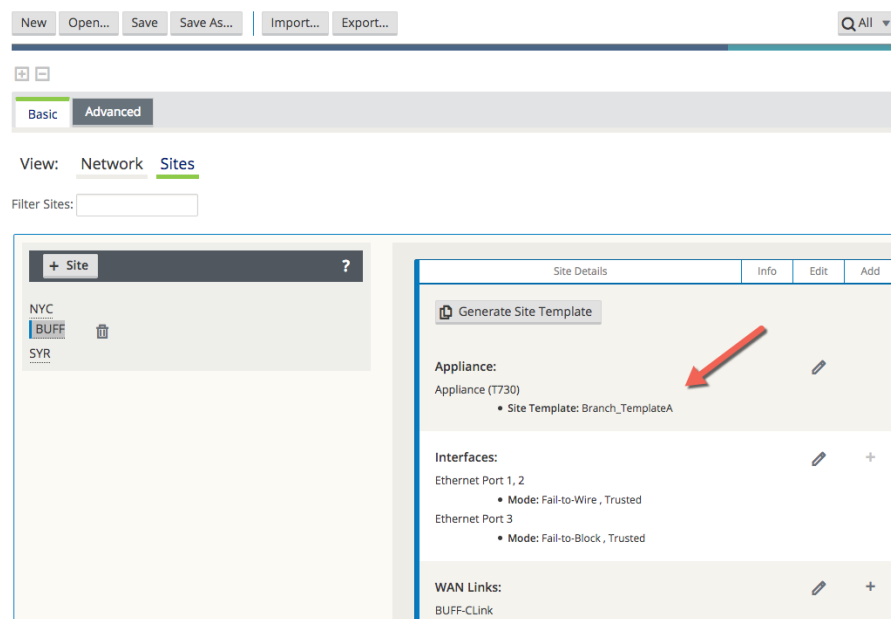 New Open... Save Save As... Import... Export... All
Basic Advanced
View: Network Sites
Filter Sites:
+ Site ?
NYC
BUFF
SYR
Site Details Info Edit Add
Generate Site Template
Appliance:
Appliance (T730)
• Site Template: Branch_TemplateA
Interfaces:
Ethernet Port 1, 2
• Mode: Fail-to-Wire , Trusted
Ethernet Port 3
• Mode: Fail-to-Block , Trusted
WAN Links:
BUFF-CLink